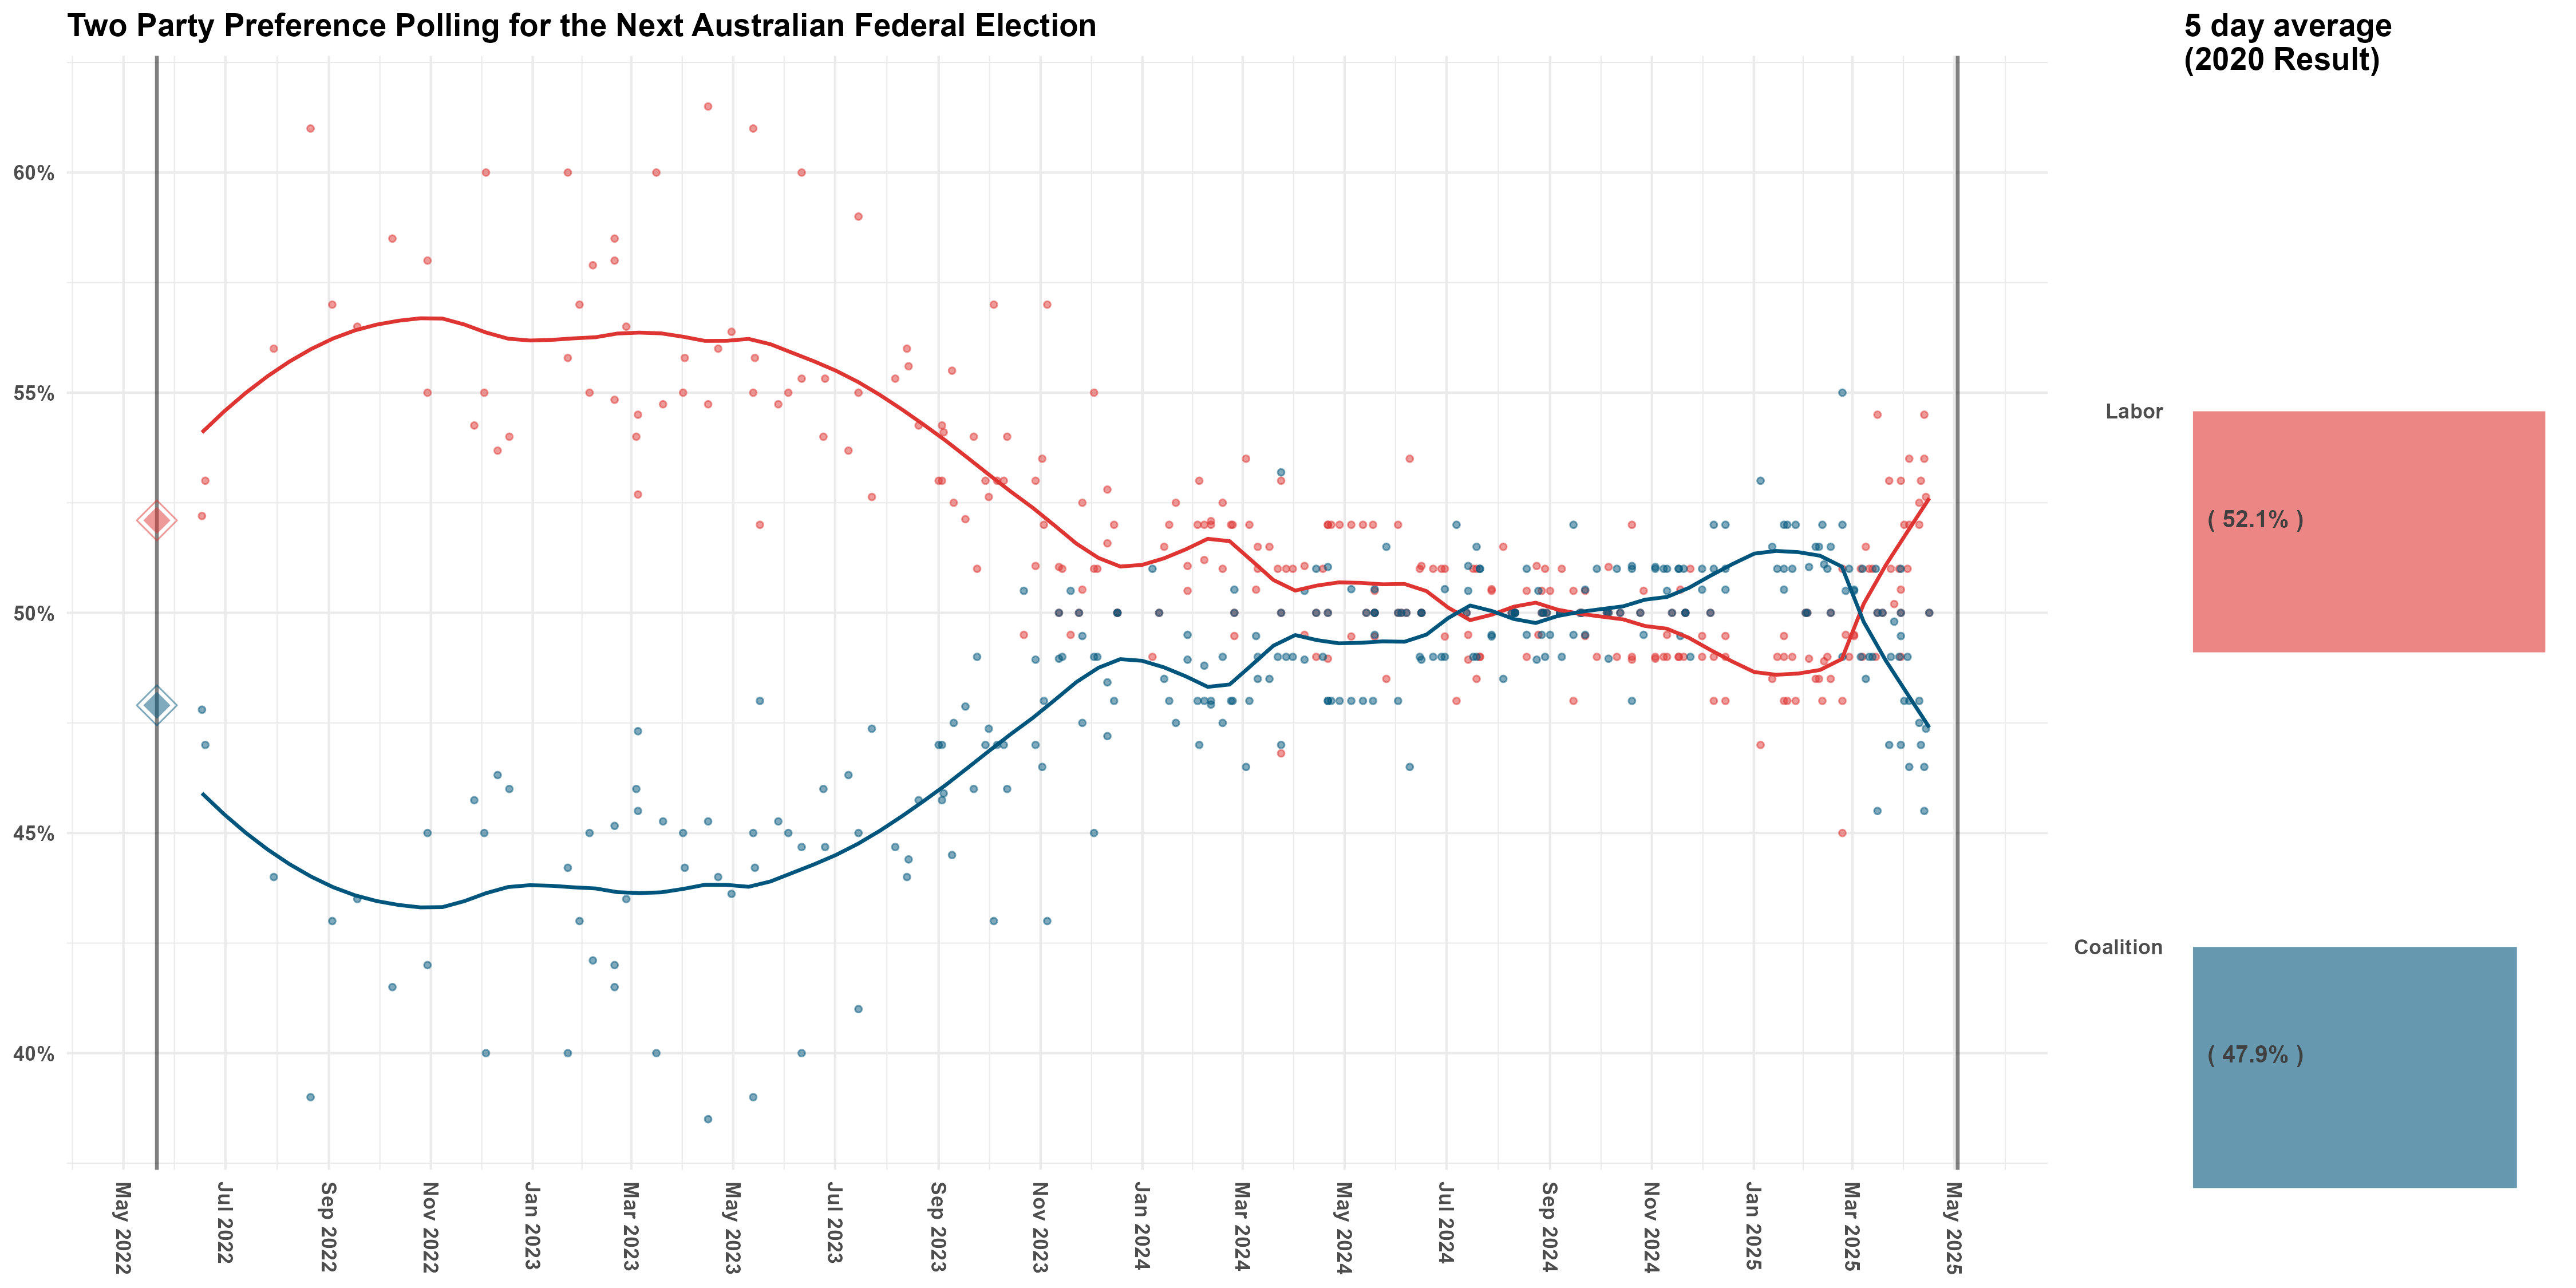 Two Party Preference Polling for the Next Australian Federal Election
5 day average
(2020 Result)
60%
55%
50%
45%
40%
May 2022
Jul 2022
Sep 2022
Nov 2022
Jan 2023
Mar 2023
May 2023
Jul 2023
Sep 2023
Nov 2023
Jan 2024
Mar 2024
May 2024
Jul 2024
Sep 2024
Nov 2024
Jan 2025
Mar 2025
May 2025
Labor
( 52.1% )
Coalition
( 47.9% )